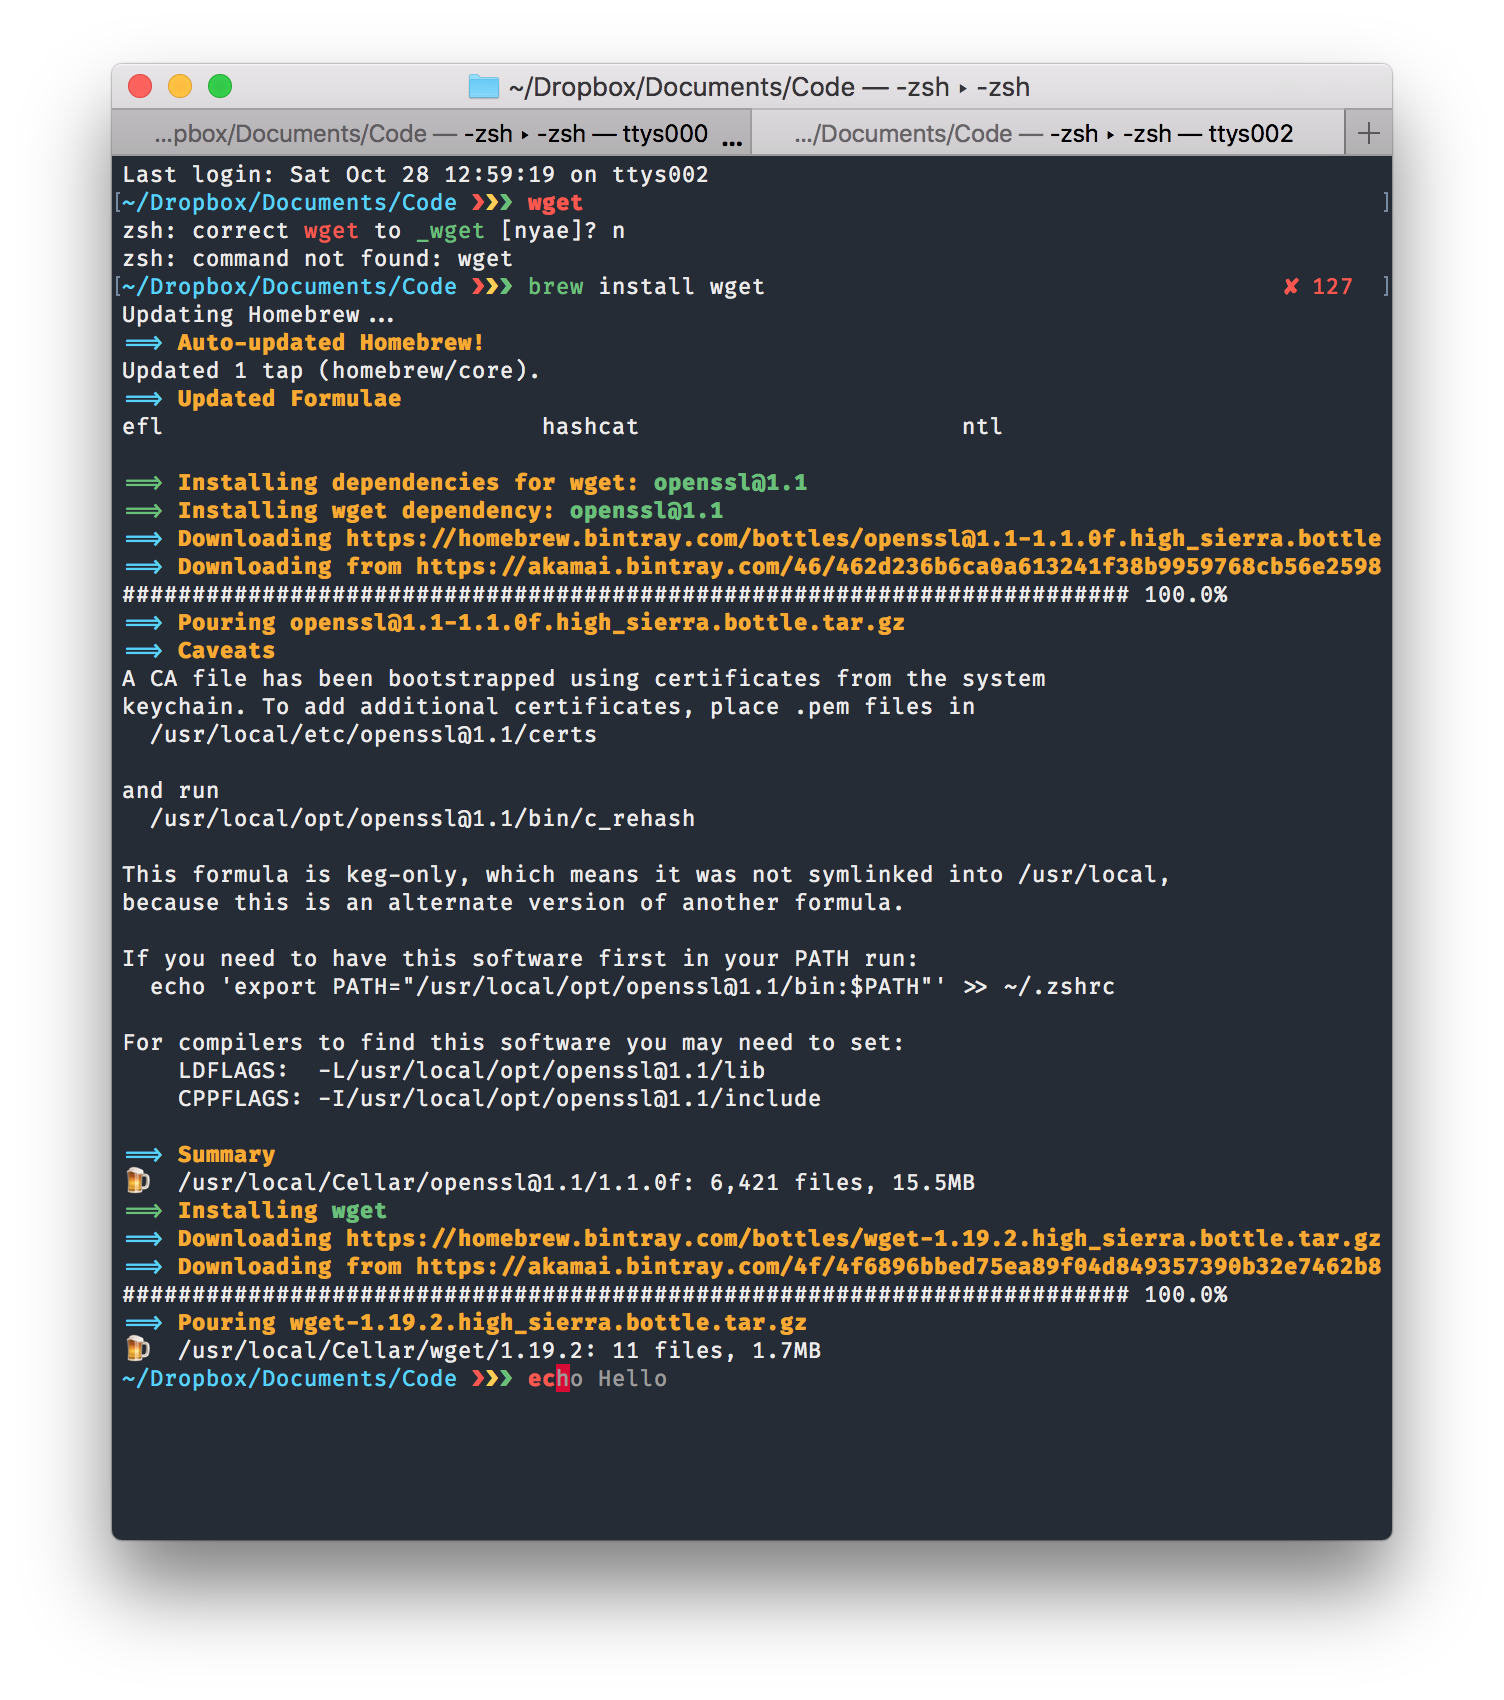 ~/Dropbox/Documents/Code — -zsh ▸ -zsh
...pbox/Documents/Code — -zsh ▸ -zsh — ttys000 ...
.../Documents/Code — -zsh ▸ -zsh — ttys002 +
Last login: Sat Oct 28 12:59:19 on ttys002
[~/Dropbox/Documents/Code ❯❯❯ wget ]
zsh: correct wget to _wget [nyae]? n
zsh: command not found: wget
[~/Dropbox/Documents/Code ❯❯❯ brew install wget ✘ 127 ]
Updating Homebrew...
==> Auto-updated Homebrew!
Updated 1 tap (homebrew/core).
==> Updated Formulae
efl hashcat ntl
==> Installing dependencies for wget: openssl@1.1
==> Installing wget dependency: openssl@1.1
==> Downloading https://homebrew.bintray.com/bottles/openssl@1.1-1.1.0f.high_sierra.bottle
==> Downloading from https://akamai.bintray.com/46/462d236b6ca0a613241f38b9959768cb56e2598
######################################################################## 100.0%
==> Pouring openssl@1.1-1.1.0f.high_sierra.bottle.tar.gz
==> Caveats
A CA file has been bootstrapped using certificates from the system
keychain. To add additional certificates, place .pem files in
/usr/local/etc/openssl@1.1/certs
and run
/usr/local/opt/openssl@1.1/bin/c_rehash
This formula is keg-only, which means it was not symlinked into /usr/local,
because this is an alternate version of another formula.
If you need to have this software first in your PATH run:
echo 'export PATH="/usr/local/opt/openssl@1.1/bin:$PATH"' >> ~/.zshrc
For compilers to find this software you may need to set:
LDFLAGS: -L/usr/local/opt/openssl@1.1/lib
CPPFLAGS: -I/usr/local/opt/openssl@1.1/include
==> Summary
🍺 /usr/local/Cellar/openssl@1.1/1.1.0f: 6,421 files, 15.5MB
==> Installing wget
==> Downloading https://homebrew.bintray.com/bottles/wget-1.19.2.high_sierra.bottle.tar.gz
==> Downloading from https://akamai.bintray.com/4f/4f6896bbed75ea89f04d849357390b32e7462b8
######################################################################## 100.0%
==> Pouring wget-1.19.2.high_sierra.bottle.tar.gz
🍺 /usr/local/Cellar/wget/1.19.2: 11 files, 1.7MB
~/Dropbox/Documents/Code ❯❯❯ echo Hello